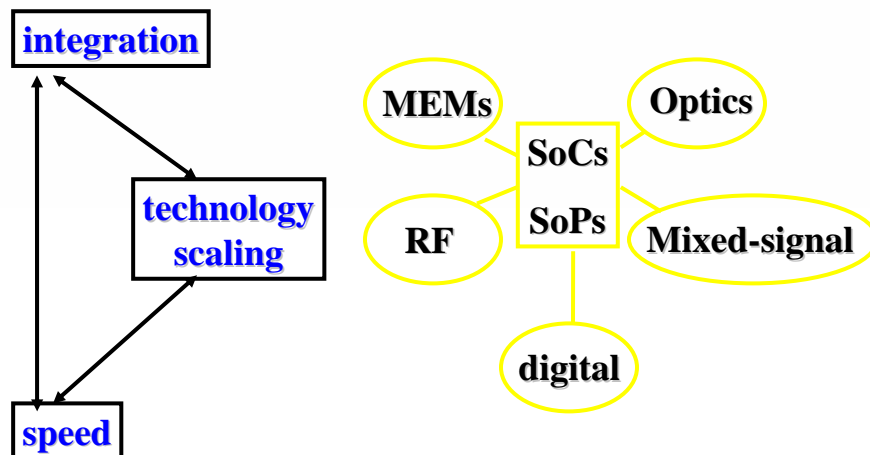 integration
technology
scaling
speed
MEMs
Optics
SoCs
SoPs
RF
Mixed-signal
digital